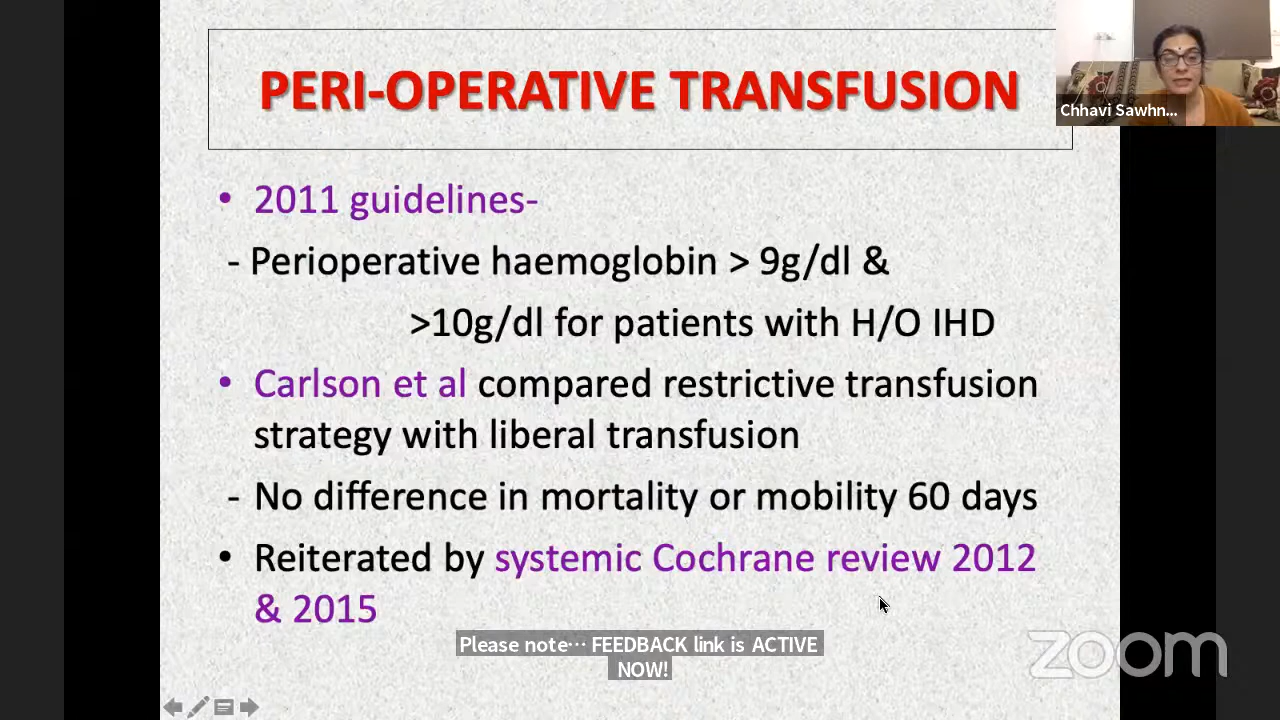 PERI-OPERATIVE TRANSFUSION
Chhavi Sawhn...
• 2011 guidelines-
- Perioperative haemoglobin > 9g/dl &
>10g/dl for patients with H/O IHD
• Carlson et al compared restrictive transfusion
strategy with liberal transfusion
- No difference in mortality or mobility 60 days
• Reiterated by systemic Cochrane review 2012
& 2015
Please note··· FEEDBACK link is ACTIVE
NOW!
zoom